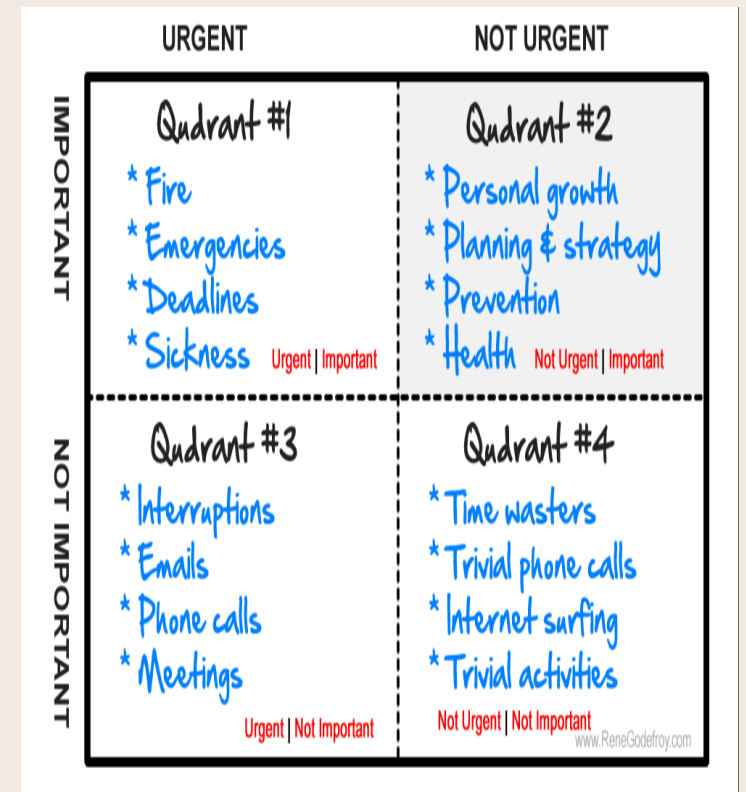 URGENT
NOT URGENT
IMPORTANT
Qudrant #1
* Fire
* Emergencies
* Deadlines
* Sickness
Urgent | Important
Qudrant #2
* Personal growth
* Planning & strategy
* Prevention
* Health
Not Urgent | Important
NOT IMPORTANT
Qudrant #3
* Interruptions
* Emails
* Phone calls
* Meetings
Urgent | Not Important
Qudrant #4
* Time wasters
* Trivial phone calls
* Internet surfing
* Trivial activities
Not Urgent | Not Important
www.ReneGodefroy.com